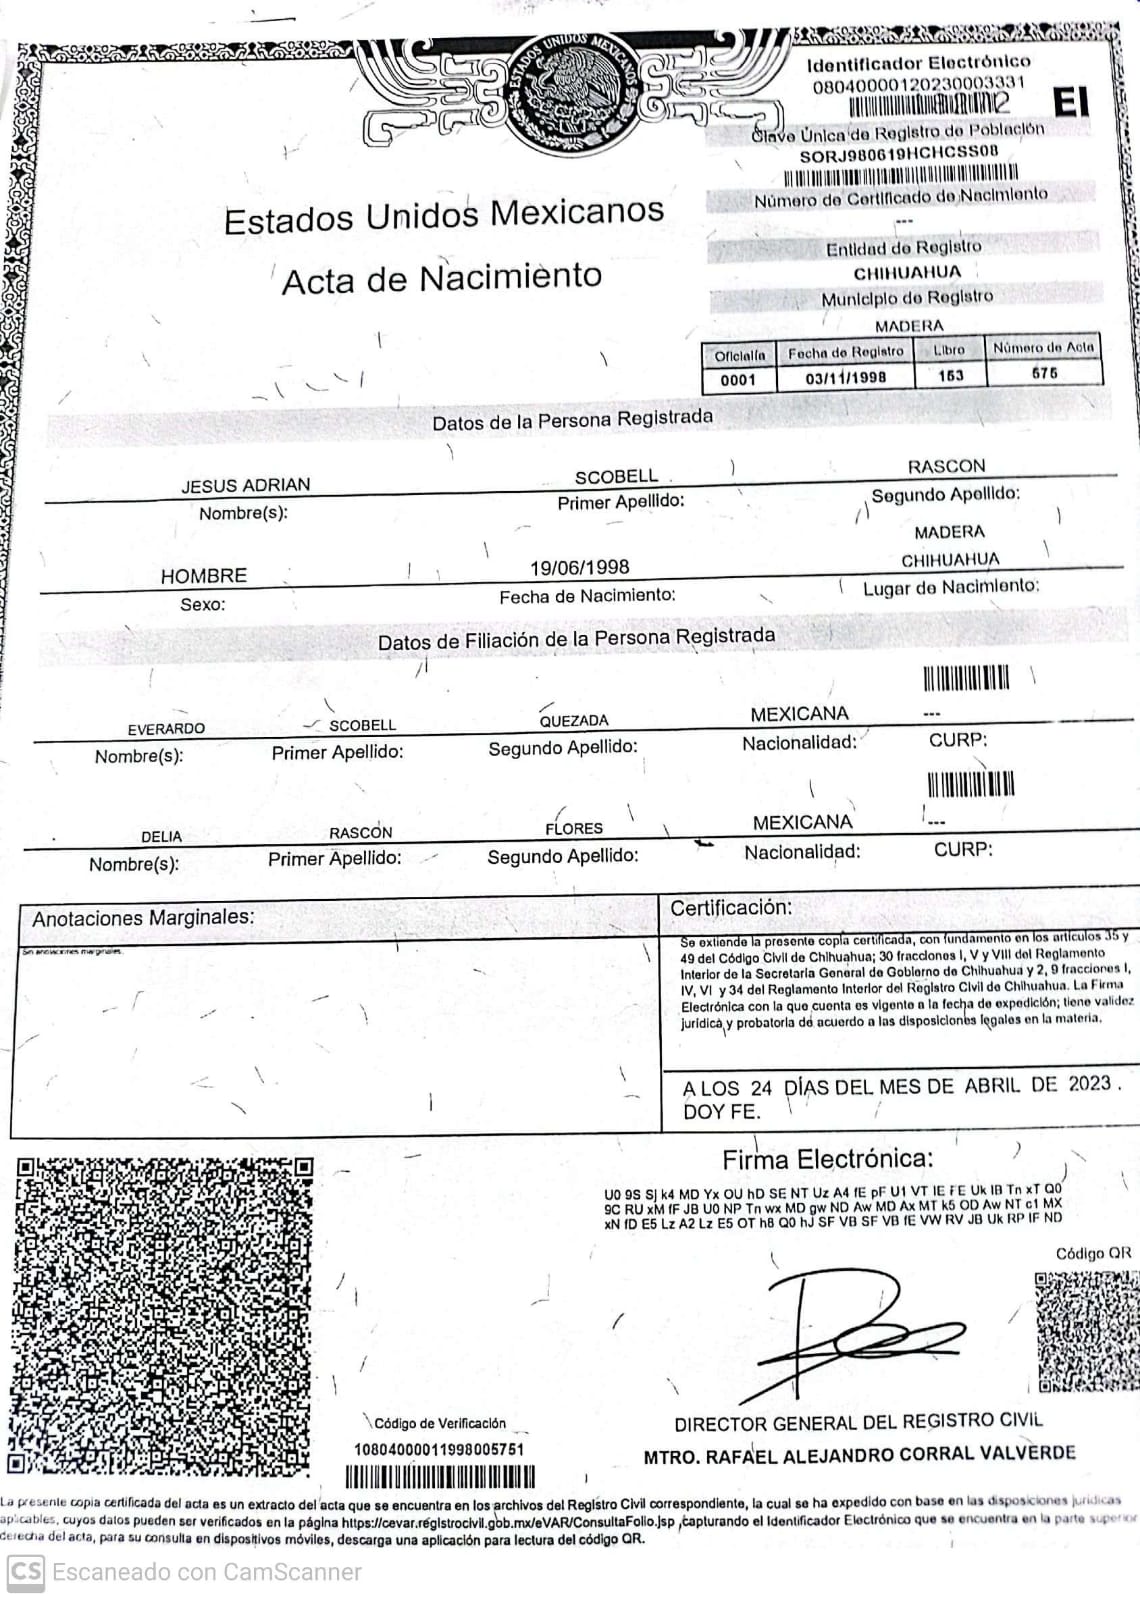 ESTADOS UNIDOS MEXICANOS
Identificador Electrónico
08040000120230003331
2
EI
Clave Única de Registro de Población
SORJ980619HCHCSS08
Número de Certificado de Nacimiento
---
Estados Unidos Mexicanos
Entidad de Registro
CHIHUAHUA
Acta de Nacimiento
Municipio de Registro
MADERA
Oficialía Fecha de Registro Libro Número de Acta
0001 03/11/1998 153 575
Datos de la Persona Registrada
JESUS ADRIAN SCOBELL RASCON
Nombre(s): Primer Apellido: Segundo Apellido:
MADERA
HOMBRE 19/06/1998 CHIHUAHUA
Sexo: Fecha de Nacimiento: Lugar de Nacimiento:
Datos de Filiación de la Persona Registrada
EVERARDO SCOBELL QUEZADA MEXICANA ---
Nombre(s): Primer Apellido: Segundo Apellido: Nacionalidad: CURP:
DELIA RASCÓN FLORES MEXICANA ---
Nombre(s): Primer Apellido: Segundo Apellido: Nacionalidad: CURP:
Anotaciones Marginales:
Sin anotaciones marginales.
Certificación:
Se extiende la presente copia certificada, con fundamento en los artículos 35 y
49 del Código Civil de Chihuahua; 30 fracciones I, V y VIII del Reglamento
Interior de la Secretaría General de Gobierno de Chihuahua y 2, 9 fracciones I,
IV, VI y 34 del Reglamento Interior del Registro Civil de Chihuahua. La Firma
Electrónica con la que cuenta es vigente a la fecha de expedición; tiene validez
jurídica y probatoria de acuerdo a las disposiciones legales en la materia.
A LOS 24 DÍAS DEL MES DE ABRIL DE 2023 .
DOY FE.
Firma Electrónica:
U0 9S Sj k4 MD Yx OU hD SE NT Uz A4 fE pF U1 VT lE FE Uk lB Tn xT Q0
9C RU xM fF JB U0 NP Tn wx MD gw ND Aw MD Ax MT k5 OD Aw NT c1 MX
xN fD E5 Lz A2 Lz E5 OT h8 Q0 hJ SF VB SF VB fE VW RV JB Uk RP IF ND
Código QR
Código de Verificación
10804000011998005751
DIRECTOR GENERAL DEL REGISTRO CIVIL
MTRO. RAFAEL ALEJANDRO CORRAL VALVERDE
La presente copia certificada del acta es un extracto del acta que se encuentra en los archivos del Registro Civil correspondiente, la cual se ha expedido con base en las disposiciones jurídicas
aplicables, cuyos datos pueden ser verificados en la página https://cevar.registrocivil.gob.mx/eVAR/ConsultaFolio.jsp ,capturando el Identificador Electrónico que se encuentra en la parte superior
derecha del acta, para su consulta en dispositivos móviles, descarga una aplicación para lectura del código QR.
CS Escaneado con CamScanner